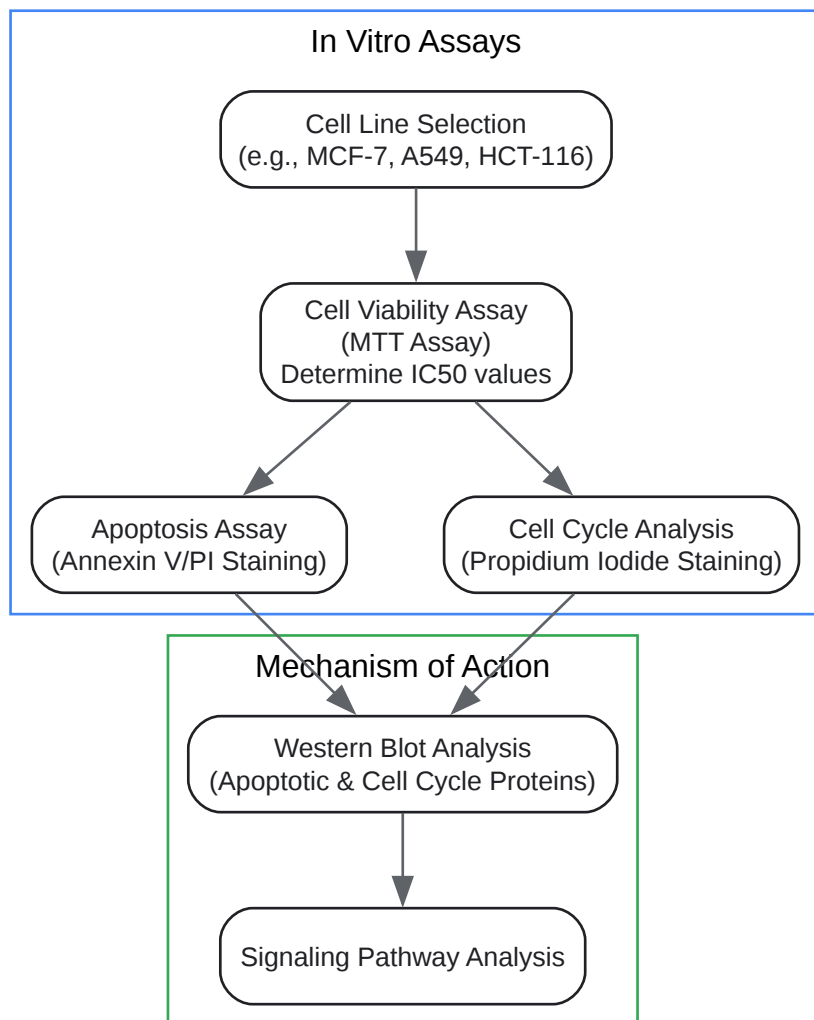 In Vitro Assays
Cell Line Selection
(e.g., MCF-7, A549, HCT-116)
Cell Viability Assay
(MTT Assay)
Determine IC50 values
Apoptosis Assay
(Annexin V/PI Staining)
Cell Cycle Analysis
(Propidium Iodide Staining)
Mechanism of Action
Western Blot Analysis
(Apoptotic & Cell Cycle Proteins)
Signaling Pathway Analysis